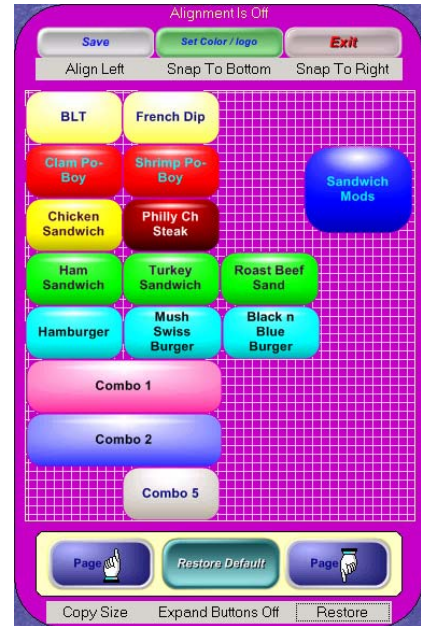 Alignment Is Off
Save Set Color / logo Exit
Align Left Snap To Bottom Snap To Right
BLT French Dip
Clam Po-
Boy
Shrimp Po-
Boy
Sandwich
Mods
Chicken
Sandwich
Philly Ch
Steak
Ham
Sandwich
Turkey
Sandwich
Roast Beef
Sand
Hamburger
Mush
Swiss
Burger
Black n
Blue
Burger
Combo 1
Combo 2
Combo 5
Page Restore Default Page
Copy Size Expand Buttons Off Restore